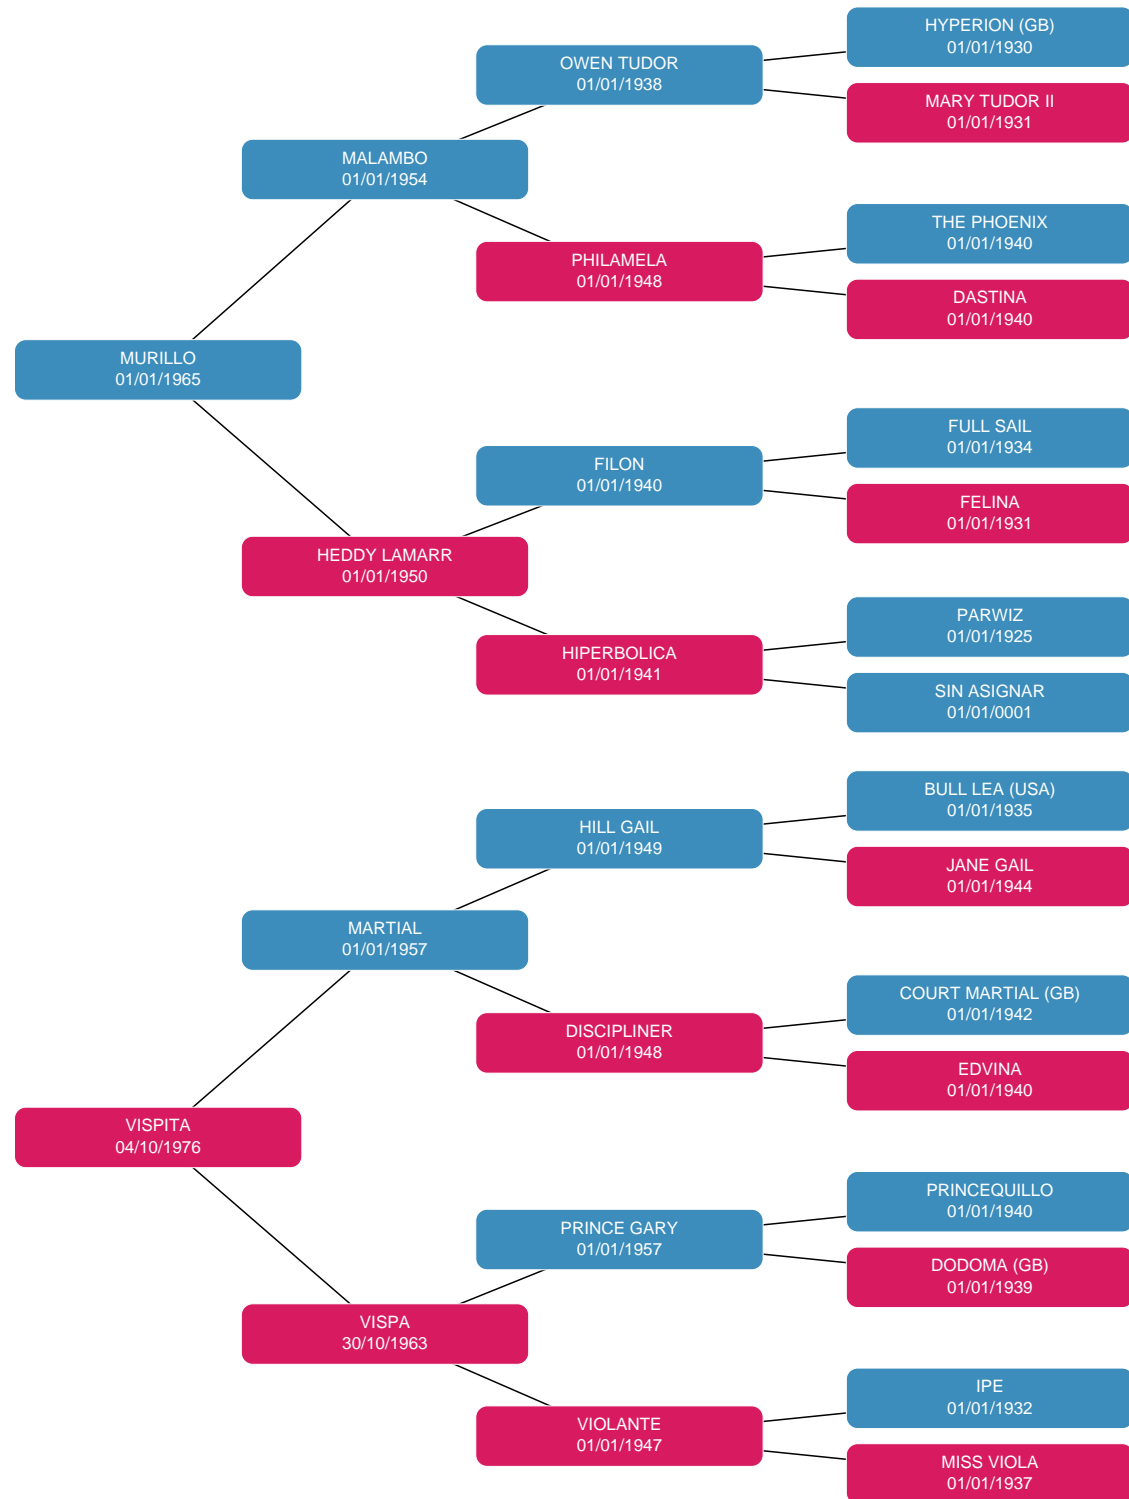 HYPERION (GB)
01/01/1930
OWEN TUDOR
01/01/1938
MARY TUDOR II
01/01/1931
MALAMBO
01/01/1954
THE PHOENIX
01/01/1940
PHILAMELA
01/01/1948
DASTINA
01/01/1940
MURILLO
01/01/1965
FULL SAIL
01/01/1934
FILON
01/01/1940
FELINA
01/01/1931
HEDDY LAMARR
01/01/1950
PARWIZ
01/01/1925
HIPERBOLICA
01/01/1941
SIN ASIGNAR
01/01/0001
BULL LEA (USA)
01/01/1935
HILL GAIL
01/01/1949
JANE GAIL
01/01/1944
MARTIAL
01/01/1957
COURT MARTIAL (GB)
01/01/1942
DISCIPLINER
01/01/1948
EDVINA
01/01/1940
VISPITA
04/10/1976
PRINCEQUILLO
01/01/1940
PRINCE GARY
01/01/1957
DODOMA (GB)
01/01/1939
VISPA
30/10/1963
IPE
01/01/1932
VIOLANTE
01/01/1947
MISS VIOLA
01/01/1937